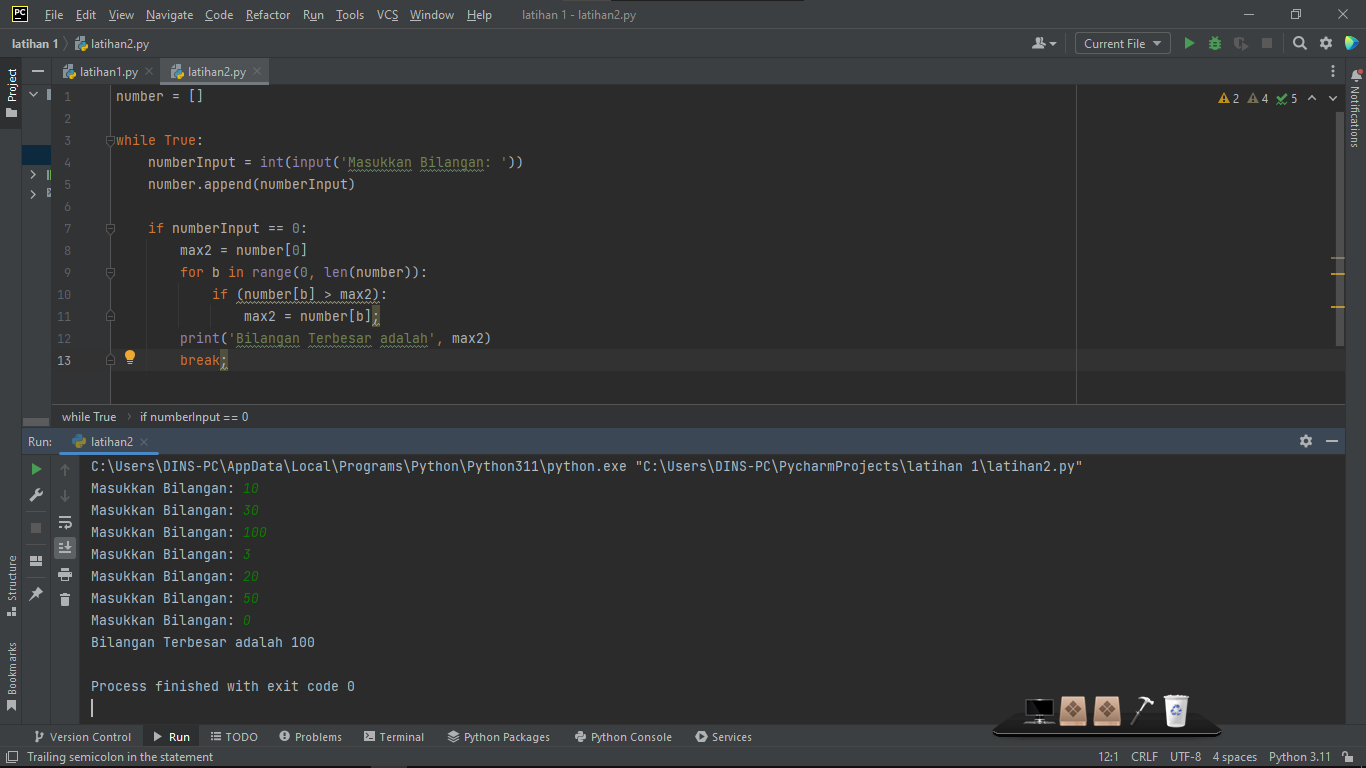 PC File Edit View Navigate Code Refactor Run Tools VCS Window Help latihan 1 - latihan2.py
latihan 1 latihan2.py Current File
Project latihan1.py latihan2.py
1 number = [] 2 4 5
2
3 while True:
4     numberInput = int(input('Masukkan Bilangan: '))
5     number.append(numberInput)
6
7     if numberInput == 0:
8         max2 = number[0]
9         for b in range(0, len(number)):
10             if (number[b] > max2):
11                 max2 = number[b];
12         print('Bilangan Terbesar adalah', max2)
13         break;
Notifications
while True if numberInput == 0
Run: latihan2
C:\Users\DINS-PC\AppData\Local\Programs\Python\Python311\python.exe "C:\Users\DINS-PC\PycharmProjects\latihan 1\latihan2.py"
Masukkan Bilangan: 10
Masukkan Bilangan: 30
Masukkan Bilangan: 100
Masukkan Bilangan: 3
Masukkan Bilangan: 20
Masukkan Bilangan: 50
Masukkan Bilangan: 0
Bilangan Terbesar adalah 100
Process finished with exit code 0
Structure
Bookmarks
Version Control Run TODO Problems Terminal Python Packages Python Console Services
Trailing semicolon in the statement 12:1 CRLF UTF-8 4 spaces Python 3.11